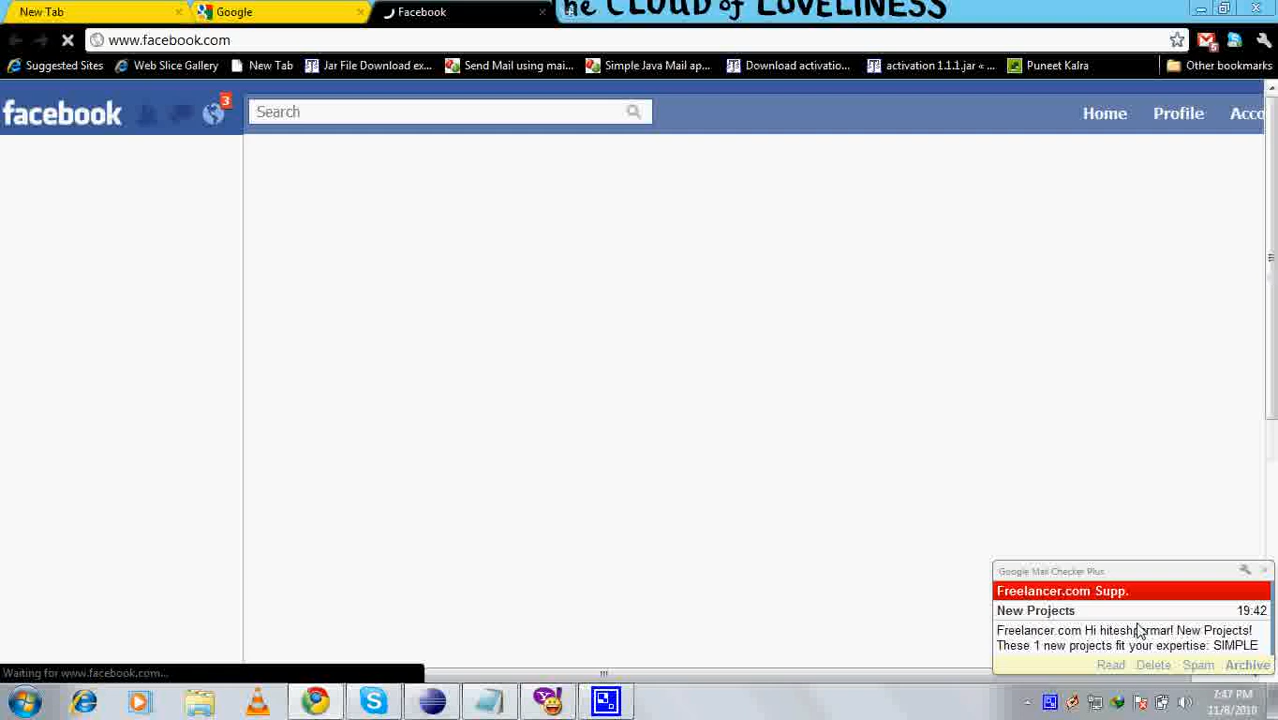 The CLOUD of LOVELINESS
New Tab
Google
Facebook
www.facebook.com
Suggested Sites
Web Slice Gallery
New Tab
Jar File Download ex...
Send Mail using mai...
Simple Java Mail ap...
Download activatio...
activation 1.1.1.jar « ...
Puneet Kalra
Other bookmarks
facebook
3
Search
Home
Profile
Acco
Google Mail Checker Plus
Freelancer.com Supp.
New Projects 19:42
Freelancer.com Hi hitesh rmar! New Projects!
These 1 new projects fit your expertise: SIMPLE
Read Delete Spam Archive
Waiting for www.facebook.com...
7:47 PM
11/6/2010